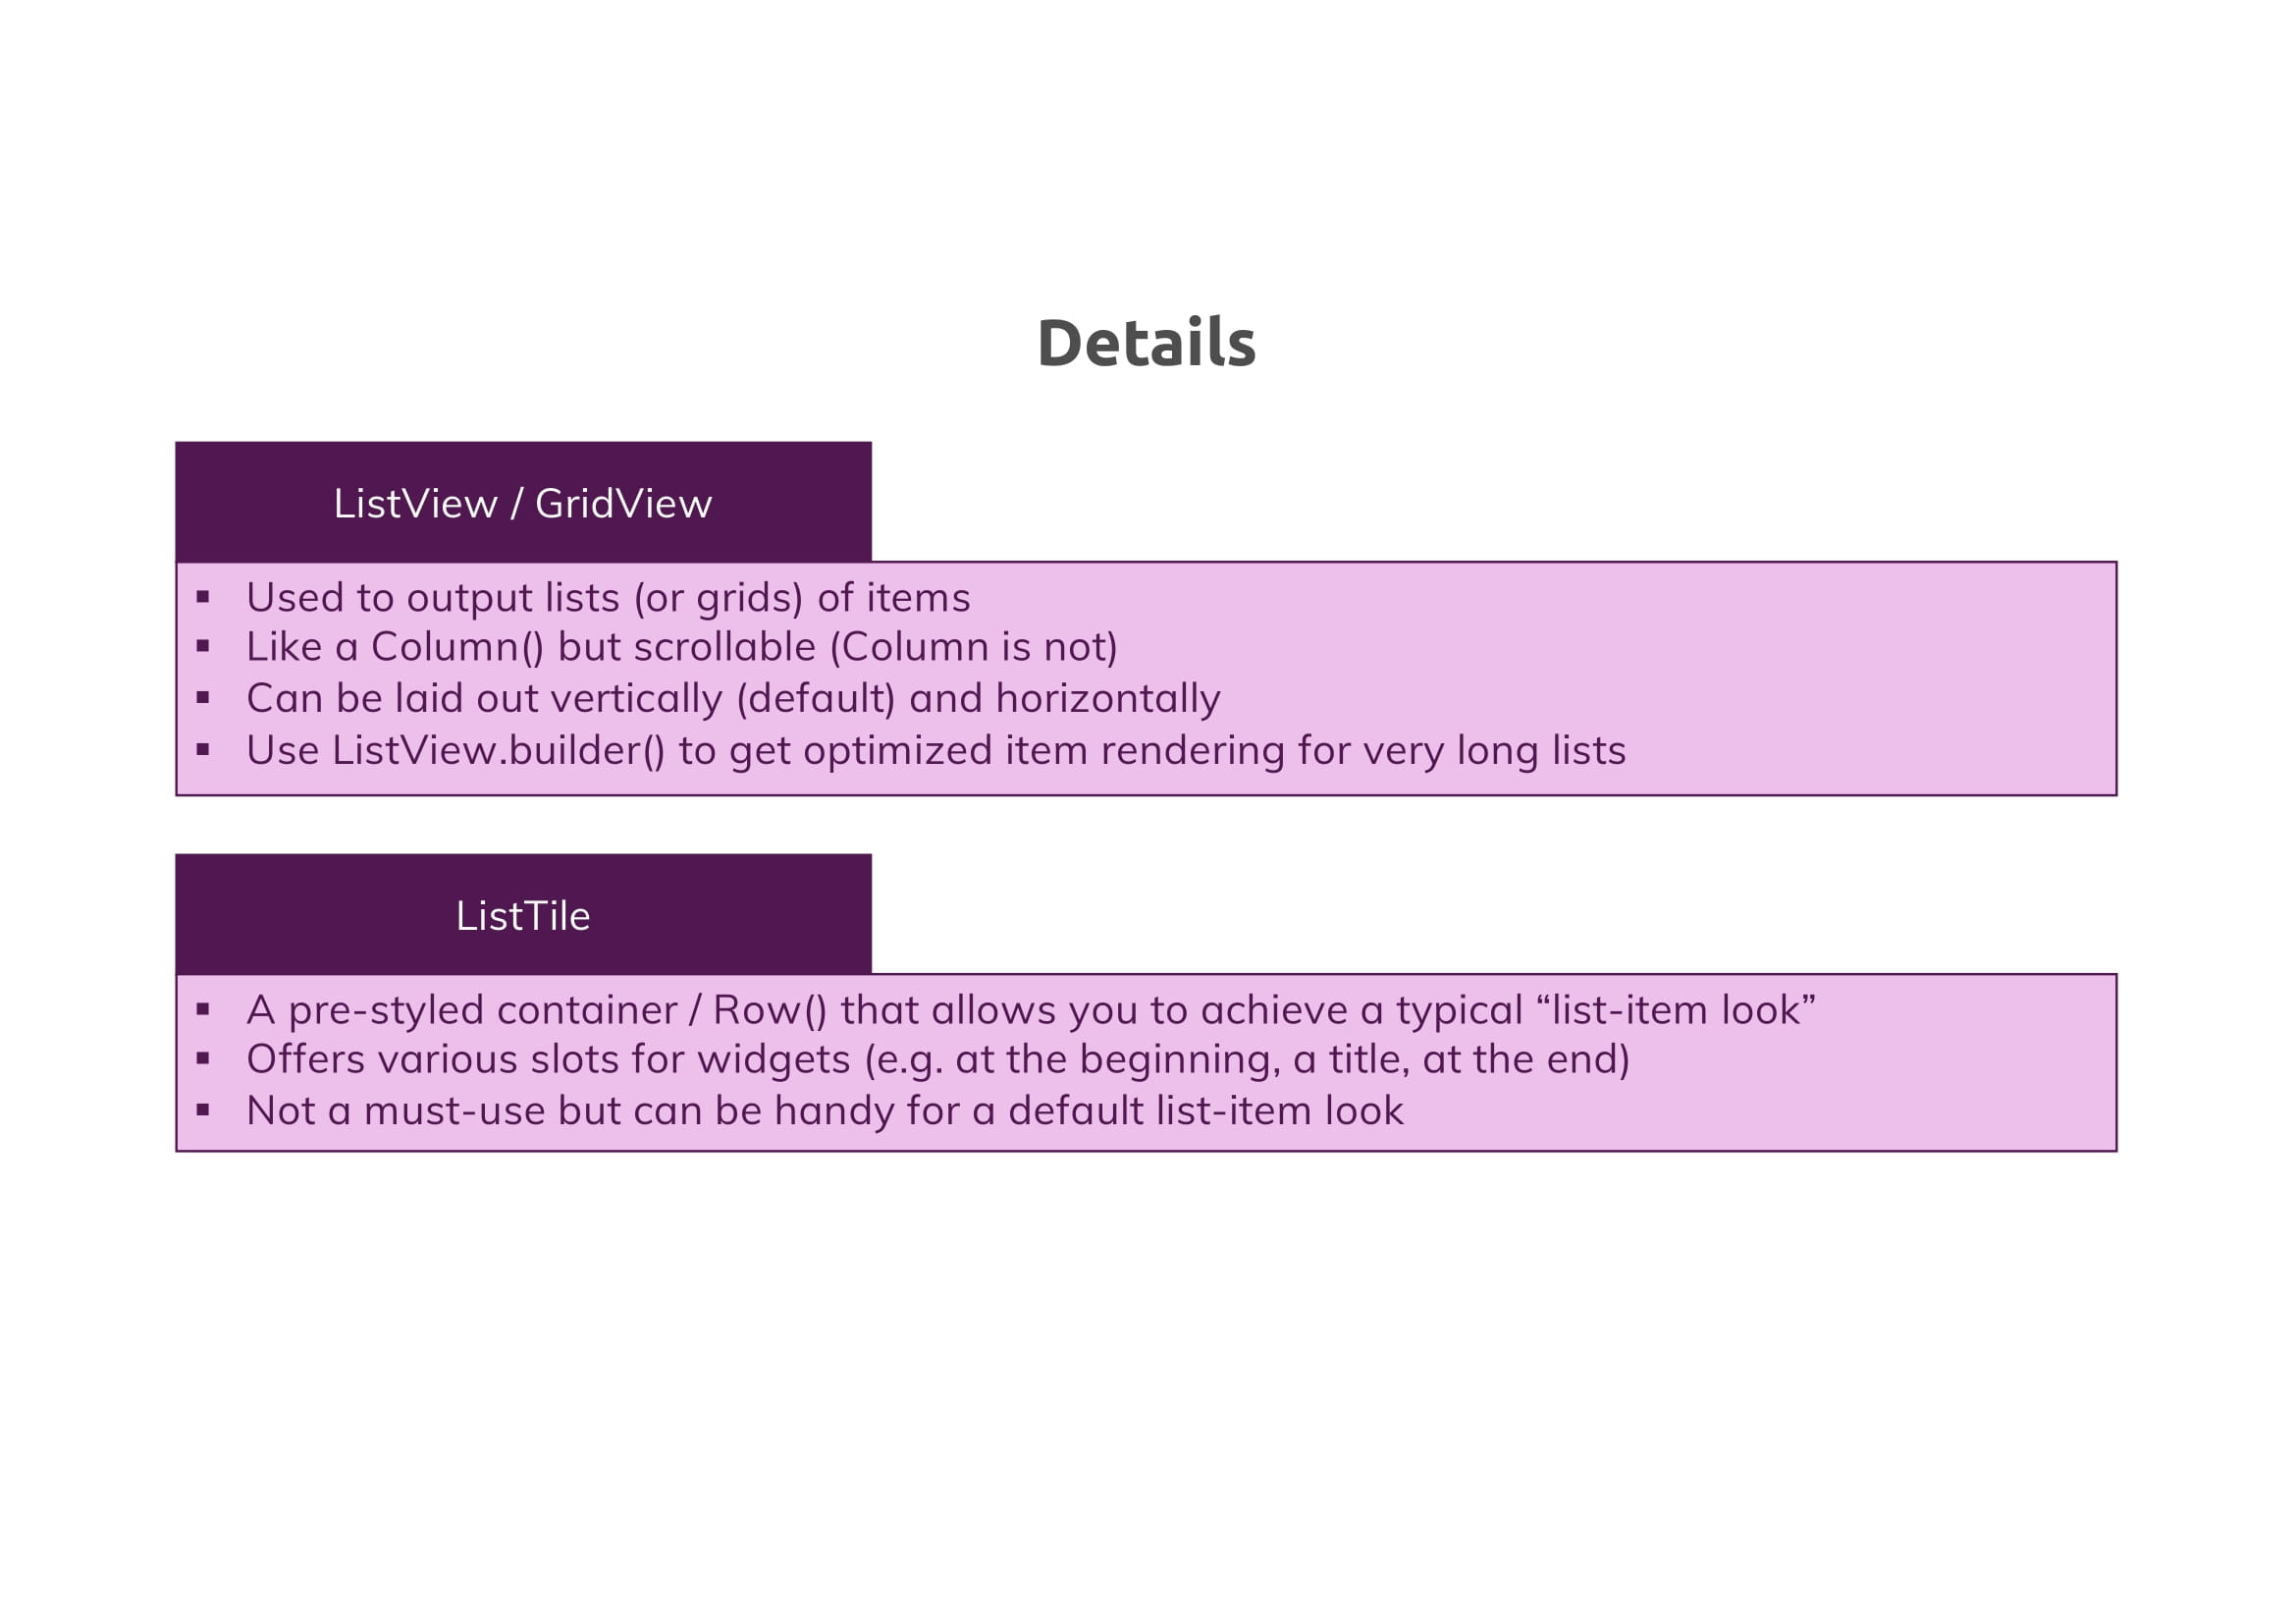 Details
ListView / GridView
▪ Used to output lists (or grids) of items
▪ Like a Column() but scrollable (Column is not)
▪ Can be laid out vertically (default) and horizontally
▪ Use ListView.builder() to get optimized item rendering for very long lists
ListTile
▪ A pre-styled container / Row() that allows you to achieve a typical “list-item look”
▪ Offers various slots for widgets (e.g. at the beginning, a title, at the end)
▪ Not a must-use but can be handy for a default list-item look